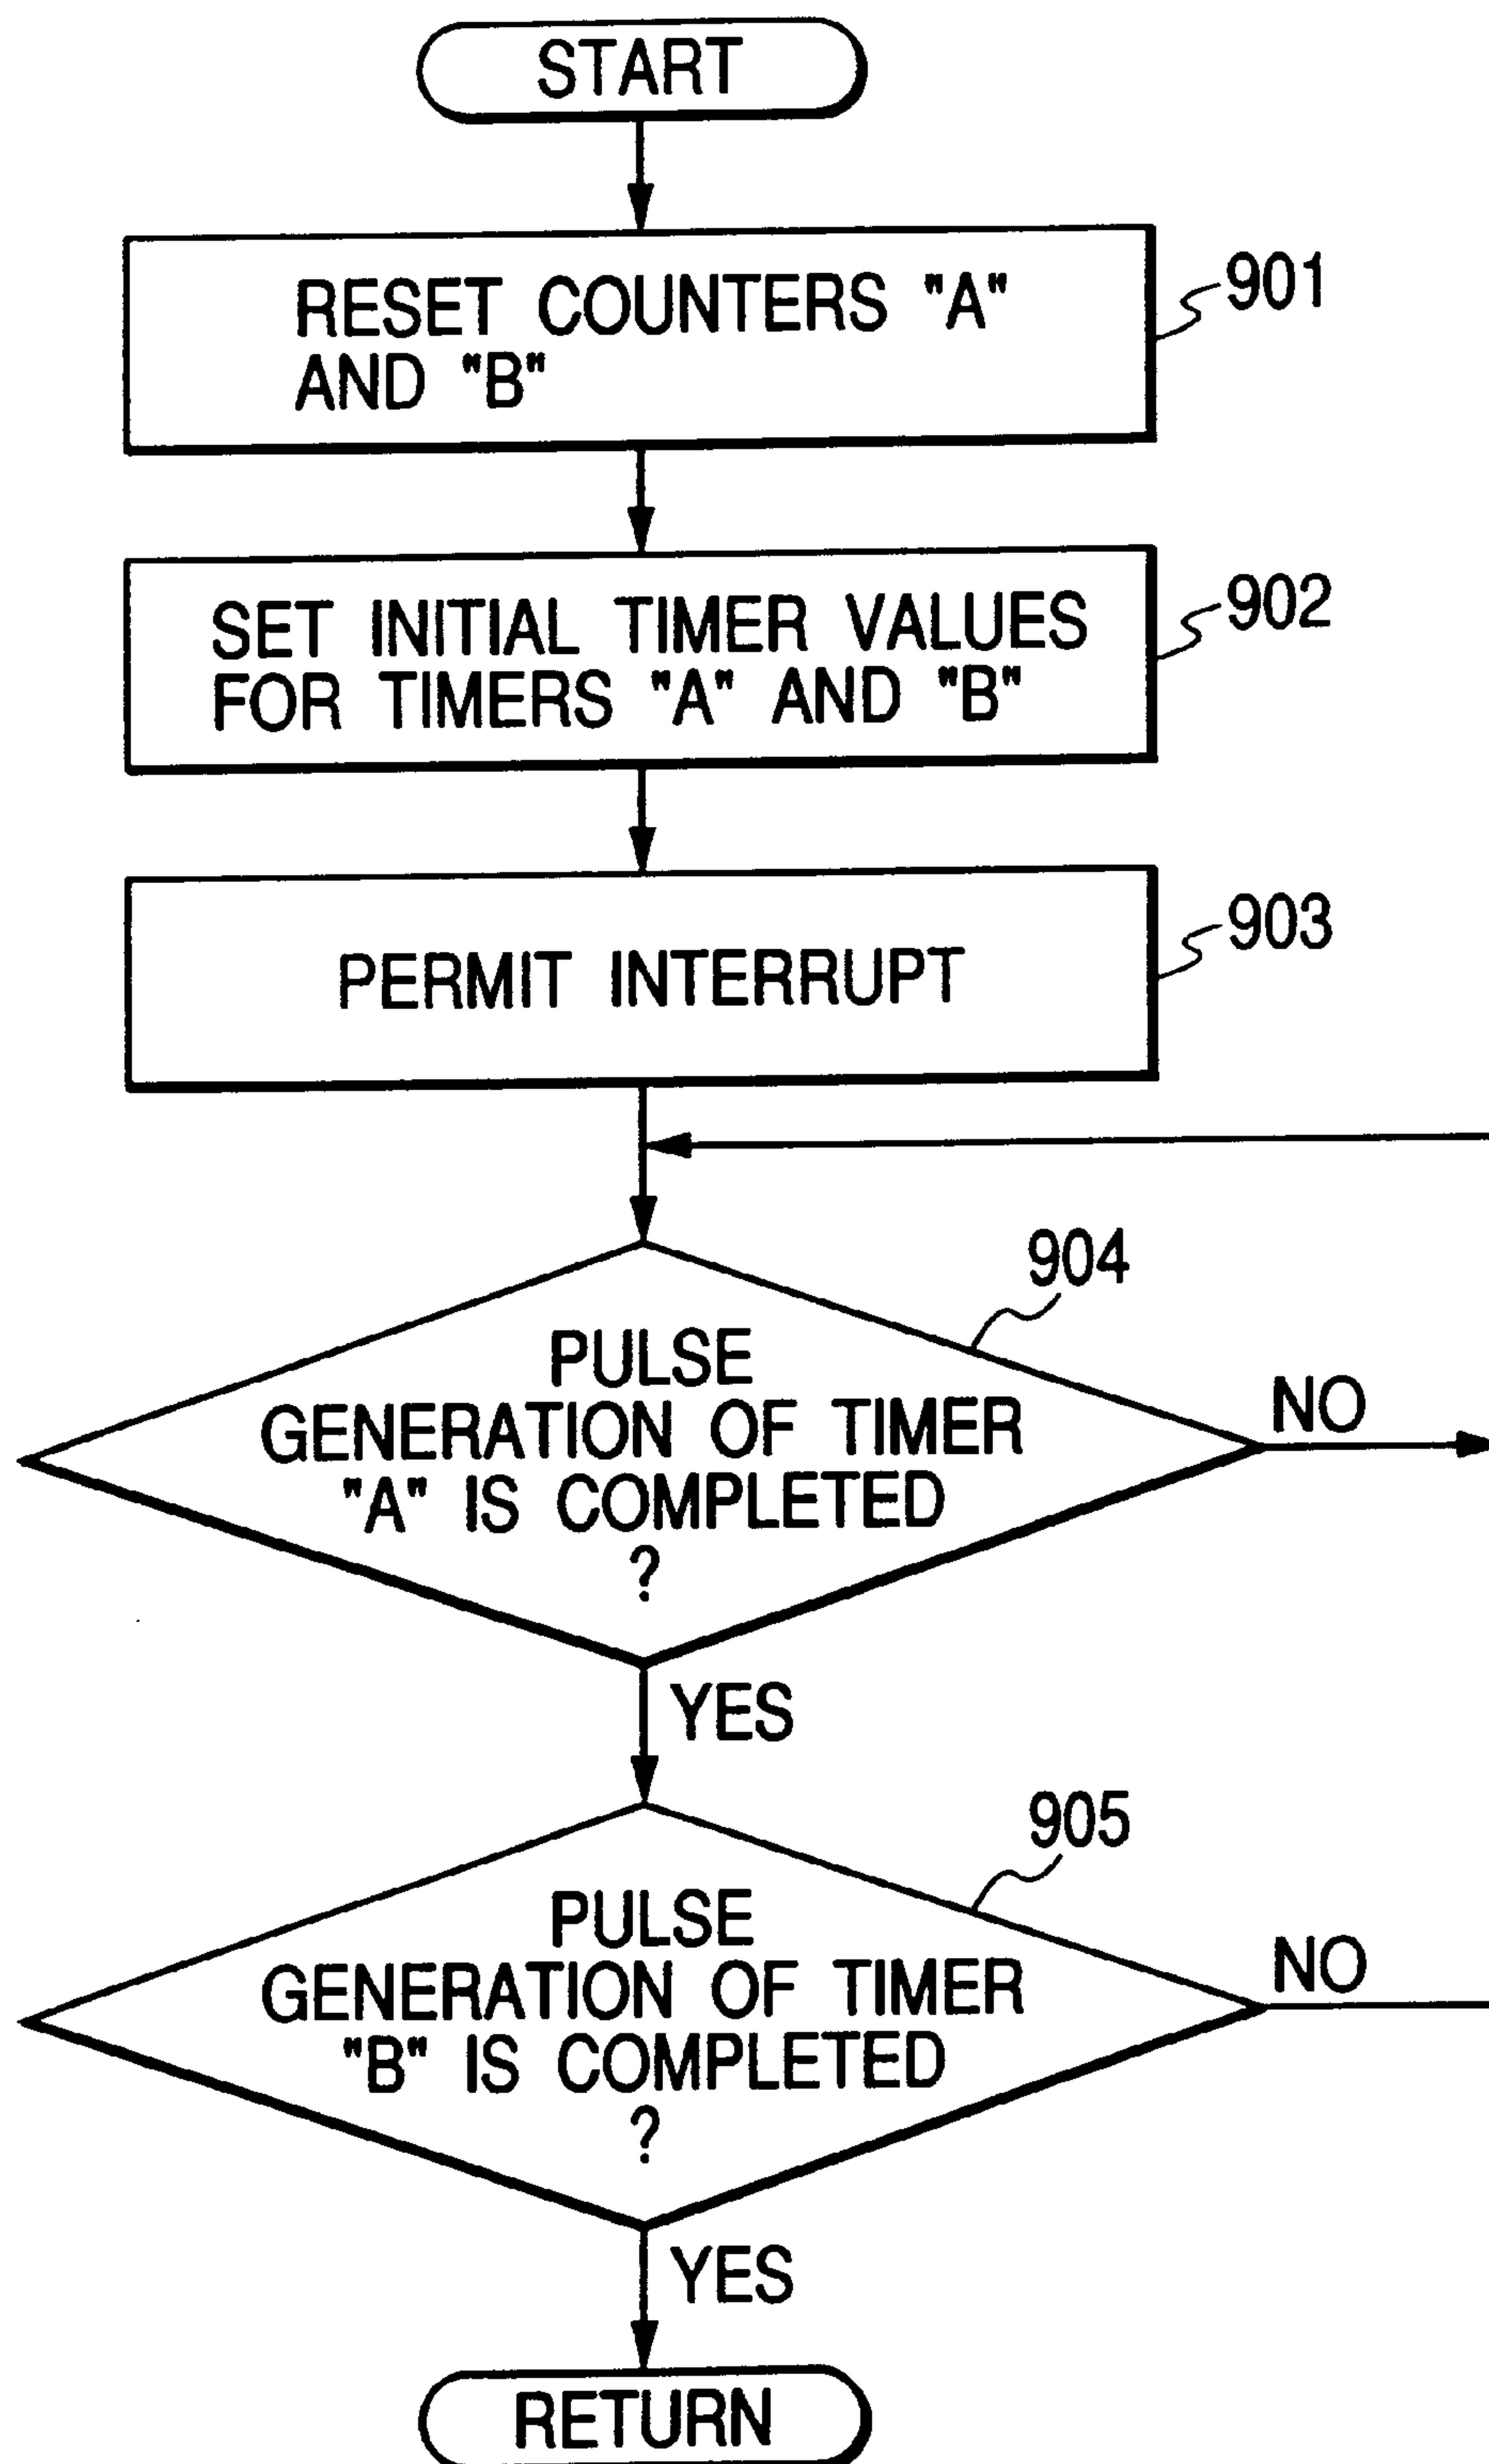 START
RESET COUNTERS "A"
AND "B"
901
SET INITIAL TIMER VALUES
FOR TIMERS "A" AND "B"
902
PERMIT INTERRUPT
903
904
PULSE
GENERATION OF TIMER
"A" IS COMPLETED
?
NO
YES
905
PULSE
GENERATION OF TIMER
"B" IS COMPLETED
?
NO
YES
RETURN